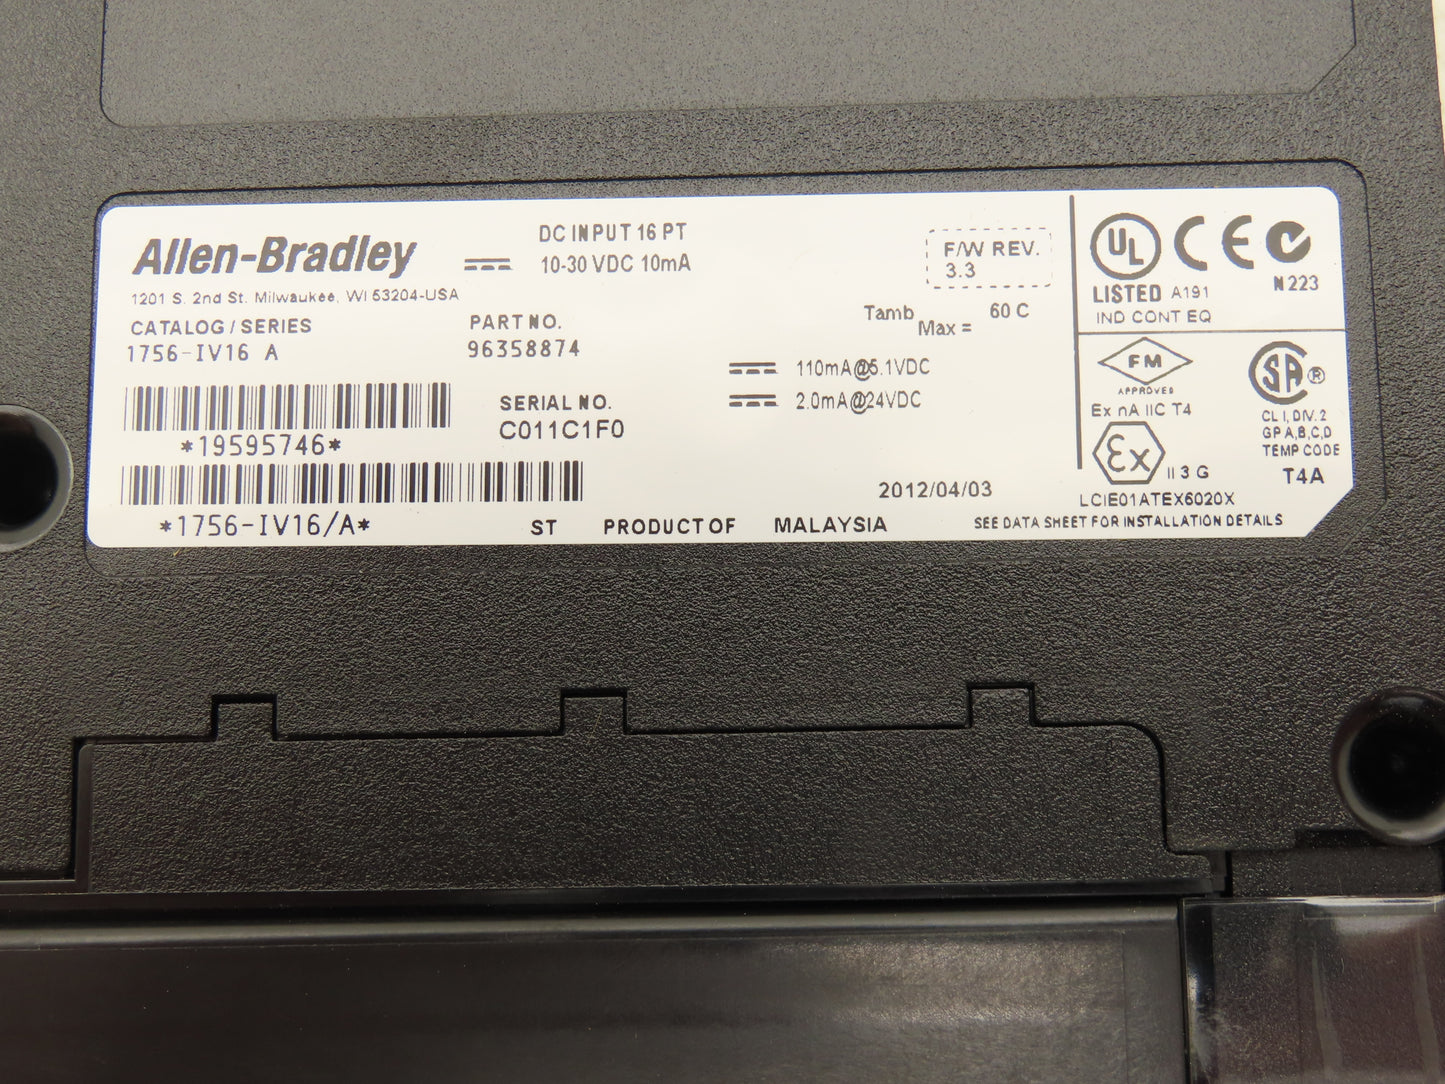 Allen-Bradley
1201 S. 2nd St. Milwaukee, WI 53204-USA
CATALOG / SERIES
1756-IV16 A
*19595746*
*1756-IV16/A*
DC INPUT 16 PT
10-30 VDC 10mA
PART NO.
96358874
SERIAL NO.
C011C1F0
ST PRODUCT OF MALAYSIA
F/W REV.
3.3
Tamb Max = 60 C
110mA@5.1VDC
2.0mA@24VDC
2012/04/03
UL CE
LISTED A191 N223
IND CONT EQ
FM
APPROVED
Ex nA IIC T4
Ex II 3 G
SA ®
CL I, DIV. 2
GP A,B,C,D
TEMP CODE
T4A
LCIE01ATEX6020X
SEE DATA SHEET FOR INSTALLATION DETAILS